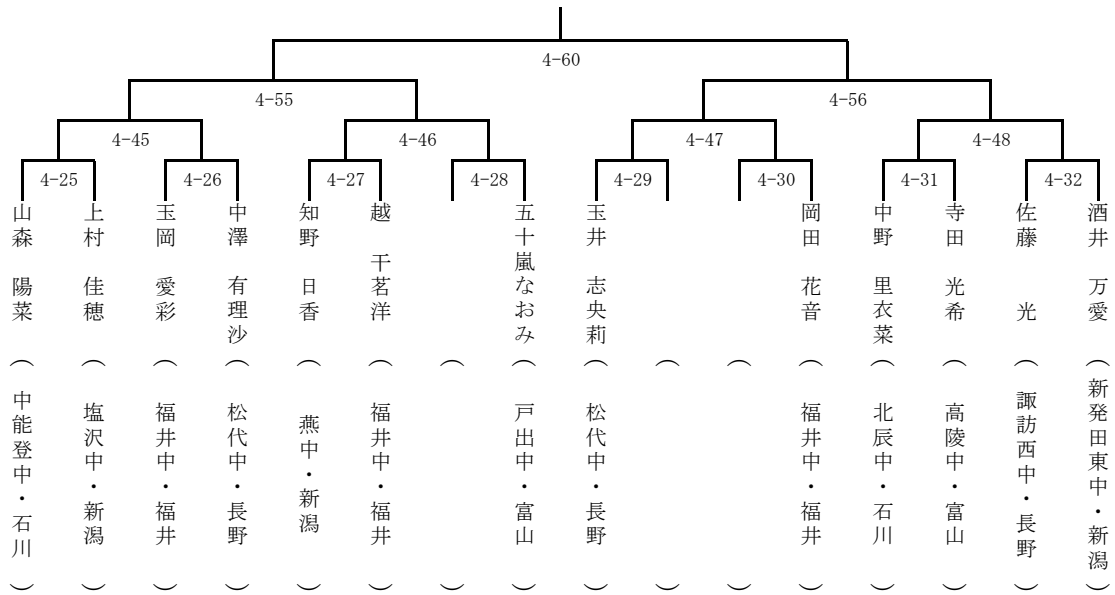 4-60
4-55
4-56
4-45
4-46
4-47
4-48
4-25
4-26
4-27
4-28
4-29
4-30
4-31
4-32
山森　陽菜（中能登中・石川）
上村　佳穂（塩沢中・新潟）
玉岡　愛彩（福井中・福井）
中澤　有理沙（松代中・長野）
知野　日香（燕中・新潟）
越　干茗洋（福井中・福井）
（　）
五十嵐なおみ（戸出中・富山）
玉井　志央莉（松代中・長野）
（　）
（　）
岡田　花音（福井中・福井）
中野　里衣菜（北辰中・石川）
寺田　光希（高陵中・富山）
佐藤　光（諏訪西中・長野）
酒井　万愛（新発田東中・新潟）